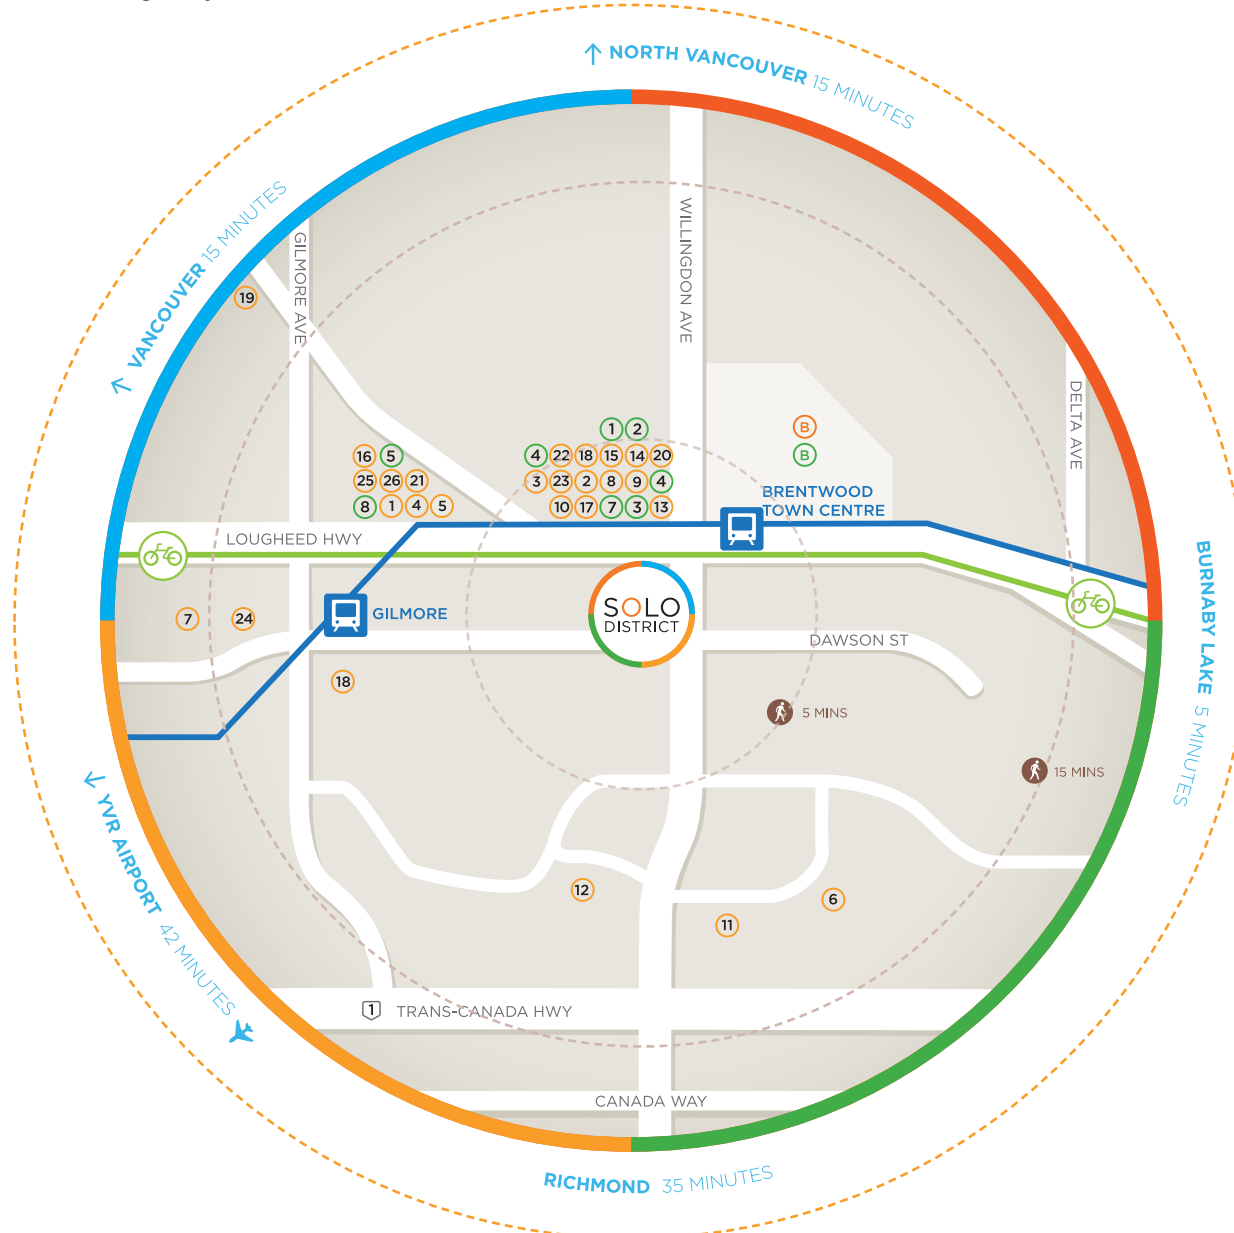 ↑ NORTH VANCOUVER 15 MINUTES
↑ VANCOUVER 15 MINUTES
GILMORE AVE
WILLINGDON AVE
DELTA AVE
19
1 2
B
B
16 5
4 22 18 15 14 20
25 26 21
3 23 2 8 9 4
8 1 4 5
10 17 7 3 13
BRENTWOOD
TOWN CENTRE
LOUGHEED HWY
7 24
GILMORE
SOLO
DISTRICT
DAWSON ST
18
5 MINS
15 MINS
BURNABY LAKE 5 MINUTES
← YVR AIRPORT 42 MINUTES
12
6
11
1 TRANS-CANADA HWY
CANADA WAY
RICHMOND 35 MINUTES